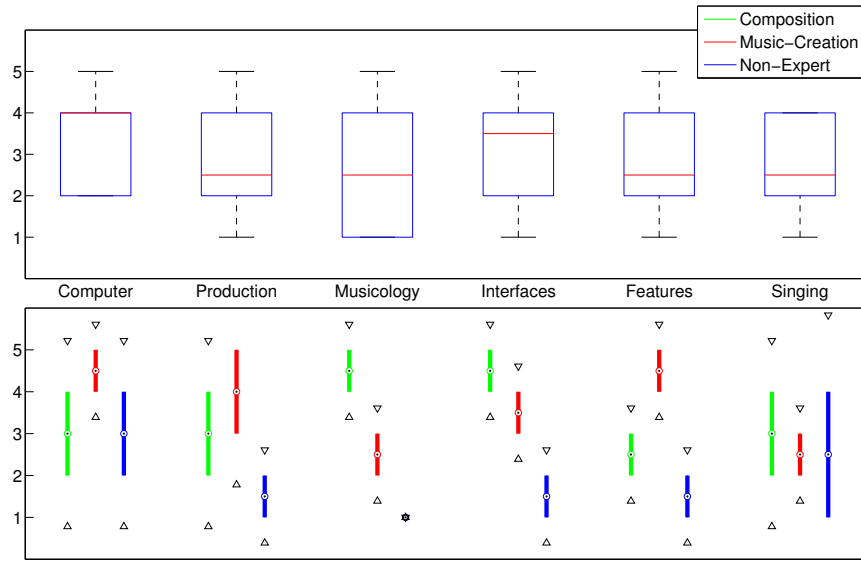 Composition
Music−Creation
Non−Expert
5
4
3
2
1
Computer Production Musicology Interfaces Features Singing
5
4
3
2
1